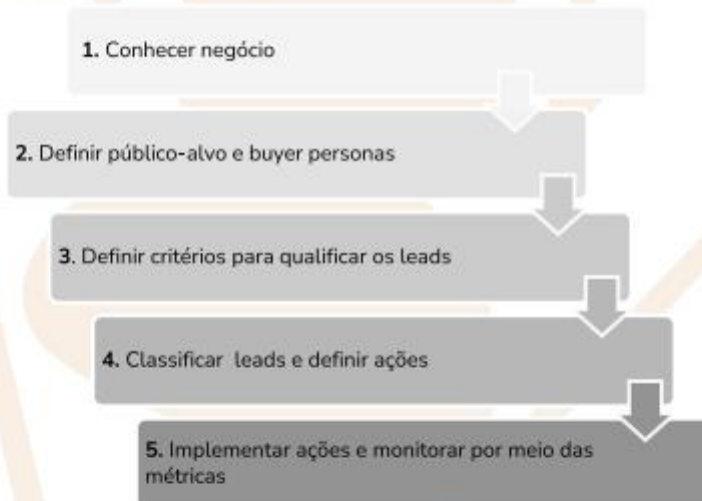 1. Conhecer negócio
2. Definir público-alvo e buyer personas
3. Definir critérios para qualificar os leads
4. Classificar leads e definir ações
5. Implementar ações e monitorar por meio das
métricas